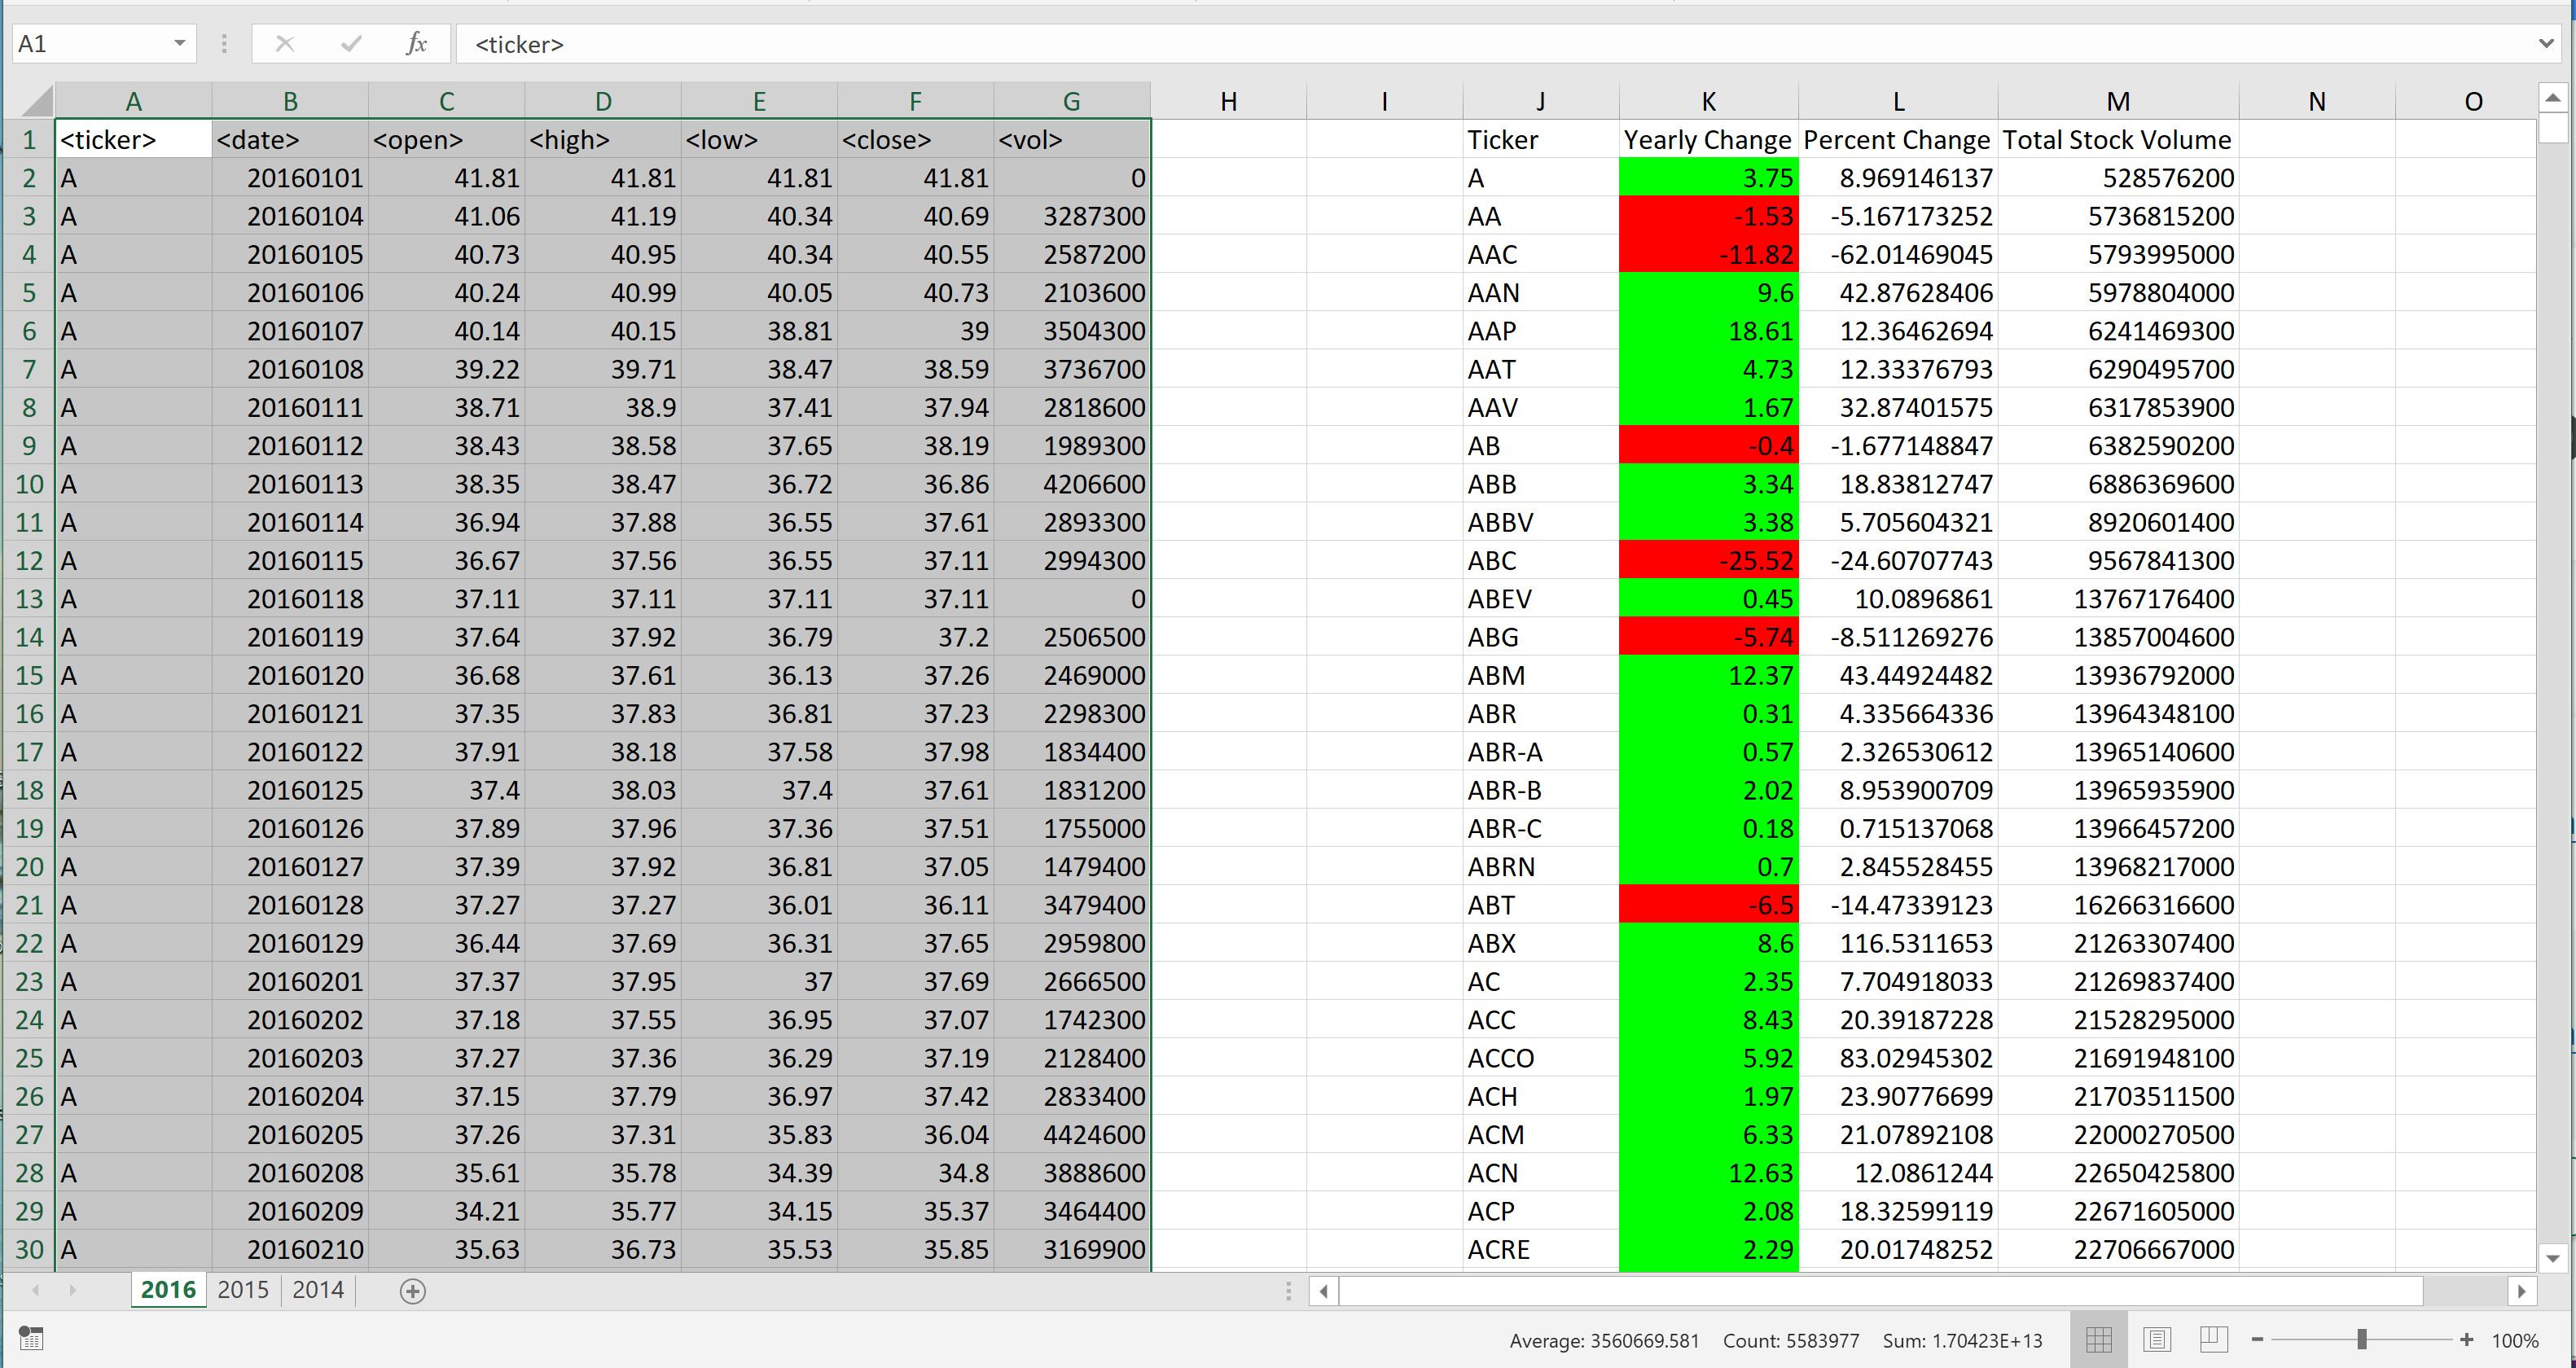 A1 fx <ticker>
A B C D E F G H I J K L M N O
1 <ticker> <date> <open> <high> <low> <close> <vol> Ticker Yearly Change Percent Change Total Stock Volume
2 A 20160101 41.81 41.81 41.81 41.81 0 A 3.75 8.969146137 528576200
3 A 20160104 41.06 41.19 40.34 40.69 3287300 AA -1.53 -5.167173252 5736815200
4 A 20160105 40.73 40.95 40.34 40.55 2587200 AAC -11.82 -62.01469045 5793995000
5 A 20160106 40.24 40.99 40.05 40.73 2103600 AAN 9.6 42.87628406 5978804000
6 A 20160107 40.14 40.15 38.81 39 3504300 AAP 18.61 12.36462694 6241469300
7 A 20160108 39.22 39.71 38.47 38.59 3736700 AAT 4.73 12.33376793 6290495700
8 A 20160111 38.71 38.9 37.41 37.94 2818600 AAV 1.67 32.87401575 6317853900
9 A 20160112 38.43 38.58 37.65 38.19 1989300 AB -0.4 -1.677148847 6382590200
10 A 20160113 38.35 38.47 36.72 36.86 4206600 ABB 3.34 18.83812747 6886369600
11 A 20160114 36.94 37.88 36.55 37.61 2893300 ABBV 3.38 5.705604321 8920601400
12 A 20160115 36.67 37.56 36.55 37.11 2994300 ABC -25.52 -24.60707743 9567841300
13 A 20160118 37.11 37.11 37.11 37.11 0 ABEV 0.45 10.0896861 13767176400
14 A 20160119 37.64 37.92 36.79 37.2 2506500 ABG -5.74 -8.511269276 13857004600
15 A 20160120 36.68 37.61 36.13 37.26 2469000 ABM 12.37 43.44924482 13936792000
16 A 20160121 37.35 37.83 36.81 37.23 2298300 ABR 0.31 4.335664336 13964348100
17 A 20160122 37.91 38.18 37.58 37.98 1834400 ABR-A 0.57 2.326530612 13965140600
18 A 20160125 37.4 38.03 37.4 37.61 1831200 ABR-B 2.02 8.953900709 13965935900
19 A 20160126 37.89 37.96 37.36 37.51 1755000 ABR-C 0.18 0.715137068 13966457200
20 A 20160127 37.39 37.92 36.81 37.05 1479400 ABRN 0.7 2.845528455 13968217000
21 A 20160128 37.27 37.27 36.01 36.11 3479400 ABT -6.5 -14.47339123 16266316600
22 A 20160129 36.44 37.69 36.31 37.65 2959800 ABX 8.6 116.5311653 21263307400
23 A 20160201 37.37 37.95 37 37.69 2666500 AC 2.35 7.704918033 21269837400
24 A 20160202 37.18 37.55 36.95 37.07 1742300 ACC 8.43 20.39187228 21528295000
25 A 20160203 37.27 37.36 36.29 37.19 2128400 ACCO 5.92 83.02945302 21691948100
26 A 20160204 37.15 37.79 36.97 37.42 2833400 ACH 1.97 23.90776699 21703511500
27 A 20160205 37.26 37.31 35.83 36.04 4424600 ACM 6.33 21.07892108 22000270500
28 A 20160208 35.61 35.78 34.39 34.8 3888600 ACN 12.63 12.0861244 22650425800
29 A 20160209 34.21 35.77 34.15 35.37 3464400 ACP 2.08 18.32599119 22671605000
30 A 20160210 35.63 36.73 35.53 35.85 3169900 ACRE 2.29 20.01748252 22706667000
2016 2015 2014
Average: 3560669.581 Count: 5583977 Sum: 1.70423E+13 100%